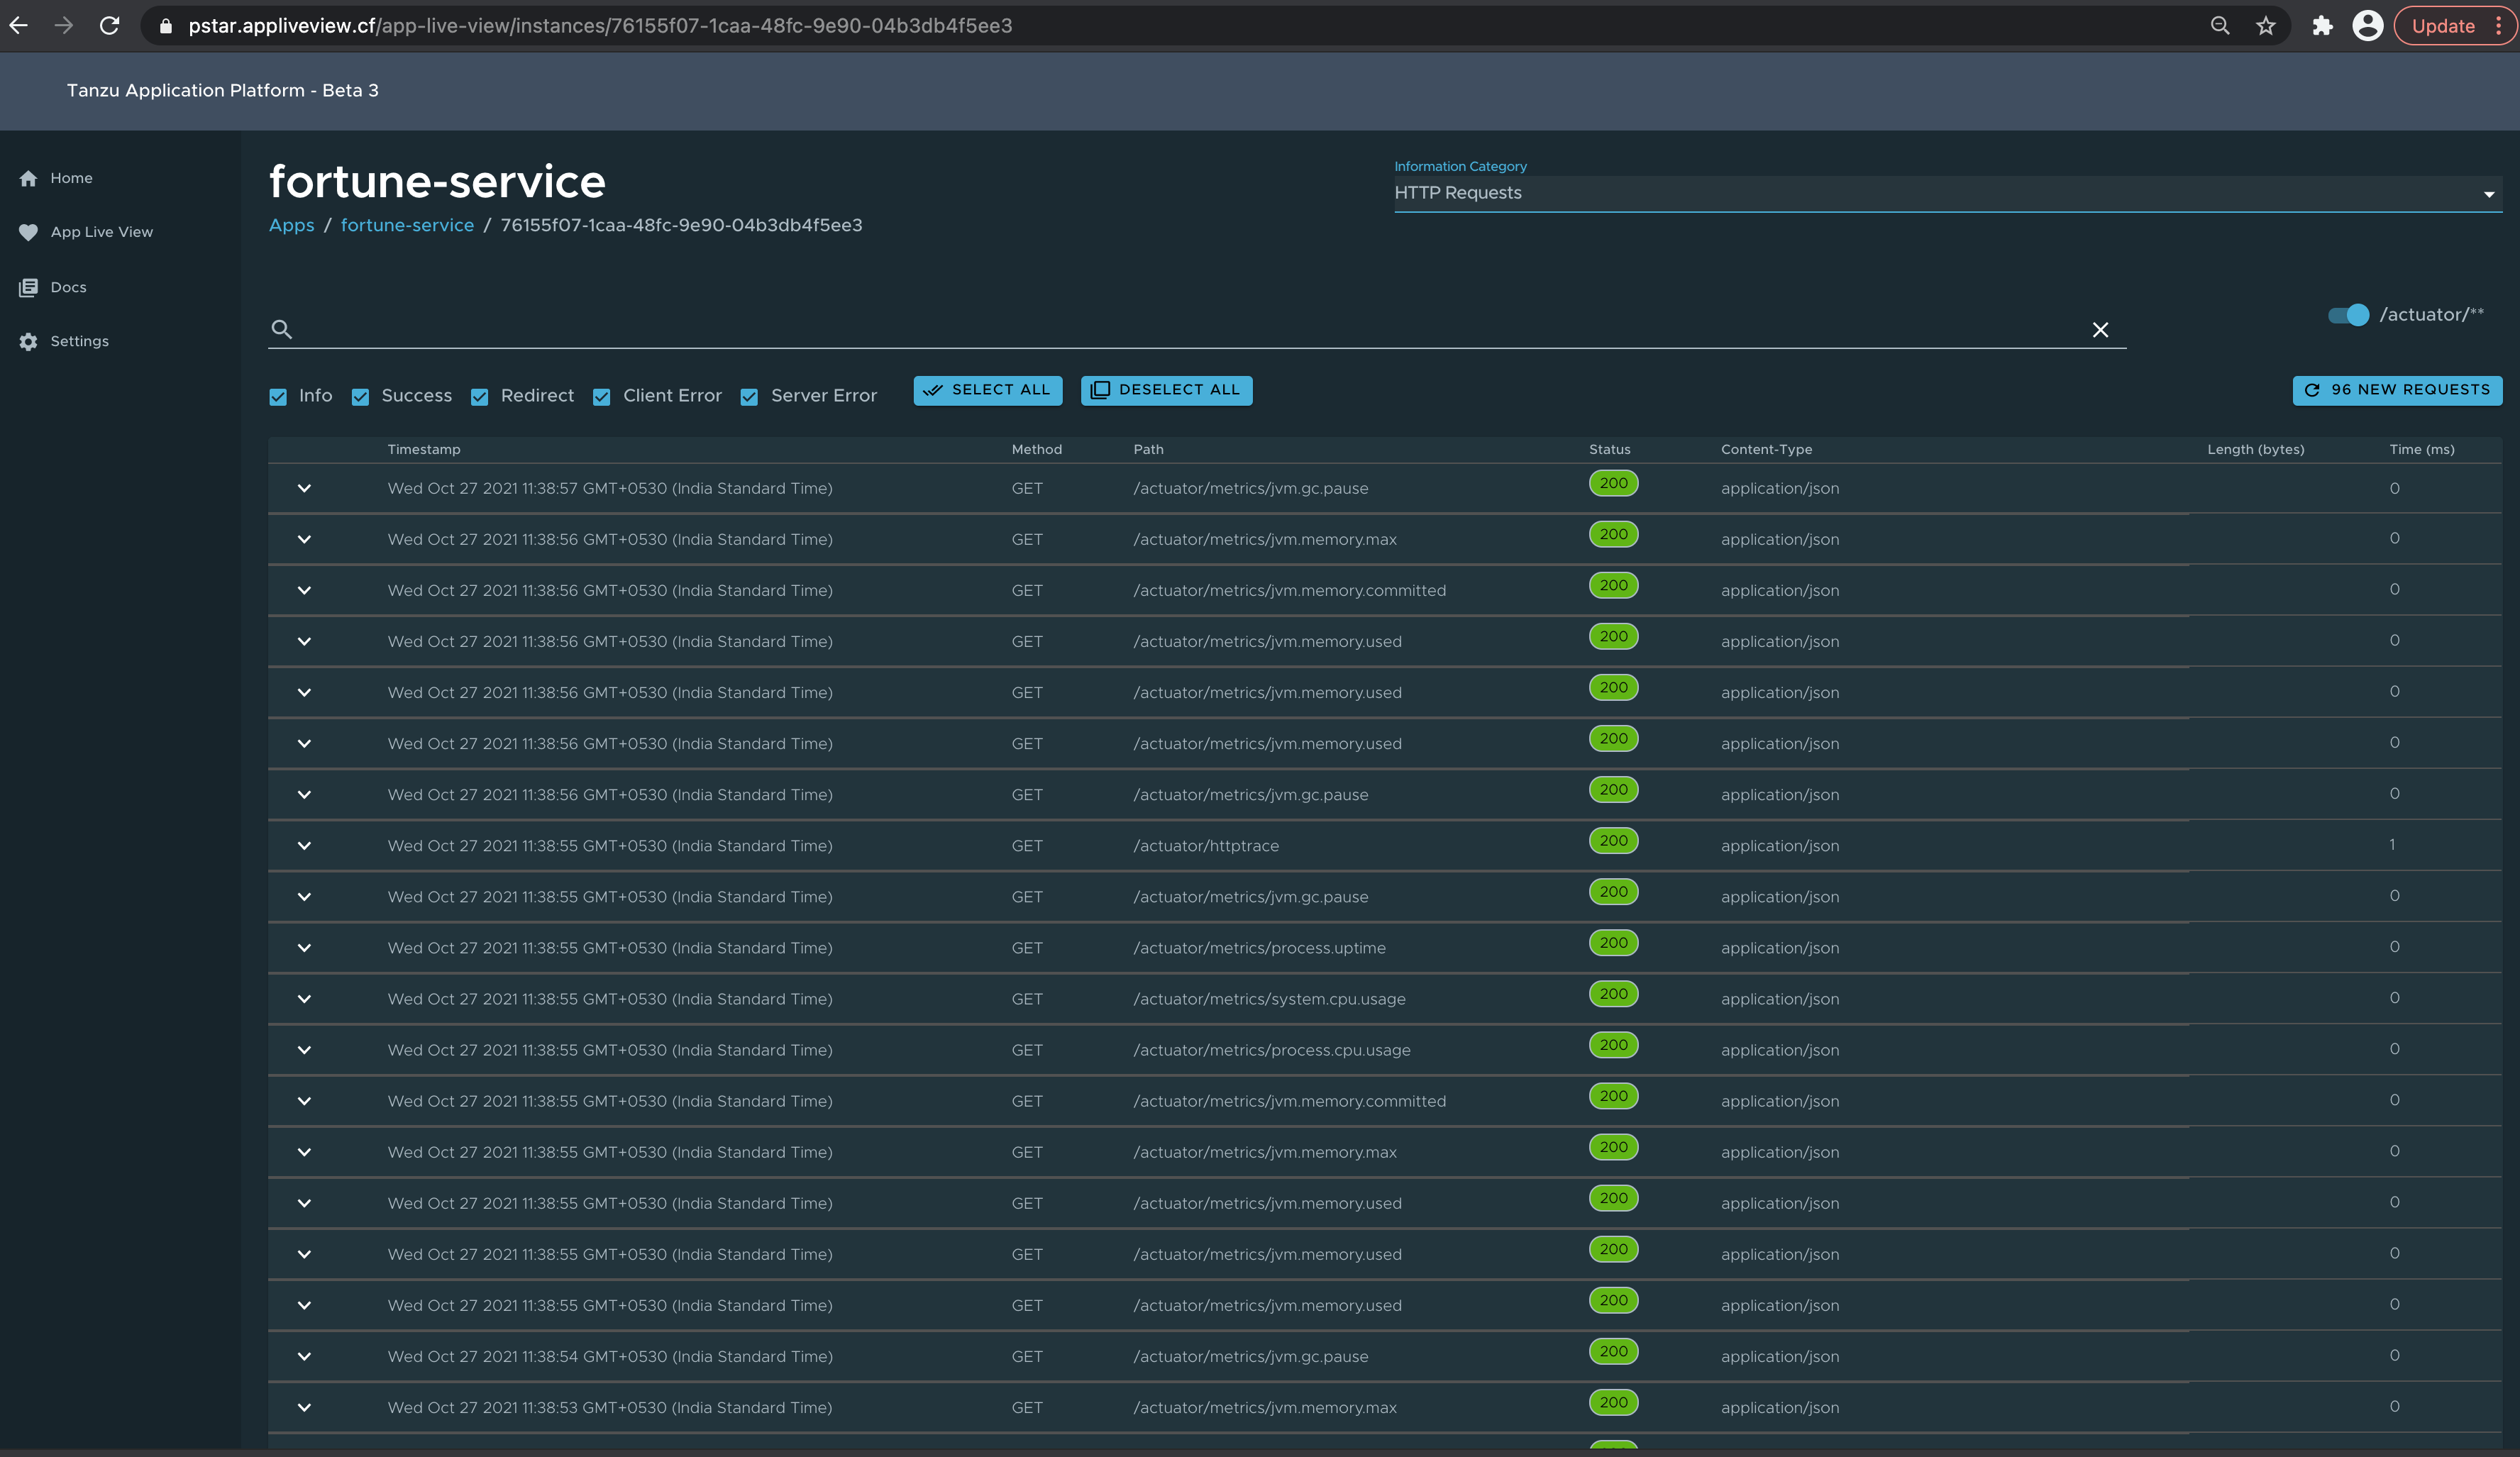 pstar.appliveview.cf/app-live-view/instances/76155f07-1caa-48fc-9e90-04b3db4f5ee3
Update
Tanzu Application Platform - Beta 3
Home
App Live View
Docs
Settings
fortune-service
Apps / fortune-service / 76155f07-1caa-48fc-9e90-04b3db4f5ee3
Information Category
HTTP Requests
/actuator/**
Info Success Redirect Client Error Server Error SELECT ALL DESELECT ALL 96 NEW REQUESTS
Timestamp Method Path Status Content-Type Length (bytes) Time (ms)
Wed Oct 27 2021 11:38:57 GMT+0530 (India Standard Time) GET /actuator/metrics/jvm.gc.pause 200 application/json 0
Wed Oct 27 2021 11:38:56 GMT+0530 (India Standard Time) GET /actuator/metrics/jvm.memory.max 200 application/json 0
Wed Oct 27 2021 11:38:56 GMT+0530 (India Standard Time) GET /actuator/metrics/jvm.memory.committed 200 application/json 0
Wed Oct 27 2021 11:38:56 GMT+0530 (India Standard Time) GET /actuator/metrics/jvm.memory.used 200 application/json 0
Wed Oct 27 2021 11:38:56 GMT+0530 (India Standard Time) GET /actuator/metrics/jvm.memory.used 200 application/json 0
Wed Oct 27 2021 11:38:56 GMT+0530 (India Standard Time) GET /actuator/metrics/jvm.memory.used 200 application/json 0
Wed Oct 27 2021 11:38:56 GMT+0530 (India Standard Time) GET /actuator/metrics/jvm.gc.pause 200 application/json 0
Wed Oct 27 2021 11:38:55 GMT+0530 (India Standard Time) GET /actuator/httptrace 200 application/json 1
Wed Oct 27 2021 11:38:55 GMT+0530 (India Standard Time) GET /actuator/metrics/jvm.gc.pause 200 application/json 0
Wed Oct 27 2021 11:38:55 GMT+0530 (India Standard Time) GET /actuator/metrics/process.uptime 200 application/json 0
Wed Oct 27 2021 11:38:55 GMT+0530 (India Standard Time) GET /actuator/metrics/system.cpu.usage 200 application/json 0
Wed Oct 27 2021 11:38:55 GMT+0530 (India Standard Time) GET /actuator/metrics/process.cpu.usage 200 application/json 0
Wed Oct 27 2021 11:38:55 GMT+0530 (India Standard Time) GET /actuator/metrics/jvm.memory.committed 200 application/json 0
Wed Oct 27 2021 11:38:55 GMT+0530 (India Standard Time) GET /actuator/metrics/jvm.memory.max 200 application/json 0
Wed Oct 27 2021 11:38:55 GMT+0530 (India Standard Time) GET /actuator/metrics/jvm.memory.used 200 application/json 0
Wed Oct 27 2021 11:38:55 GMT+0530 (India Standard Time) GET /actuator/metrics/jvm.memory.used 200 application/json 0
Wed Oct 27 2021 11:38:55 GMT+0530 (India Standard Time) GET /actuator/metrics/jvm.memory.used 200 application/json 0
Wed Oct 27 2021 11:38:54 GMT+0530 (India Standard Time) GET /actuator/metrics/jvm.gc.pause 200 application/json 0
Wed Oct 27 2021 11:38:53 GMT+0530 (India Standard Time) GET /actuator/metrics/jvm.memory.max 200 application/json 0